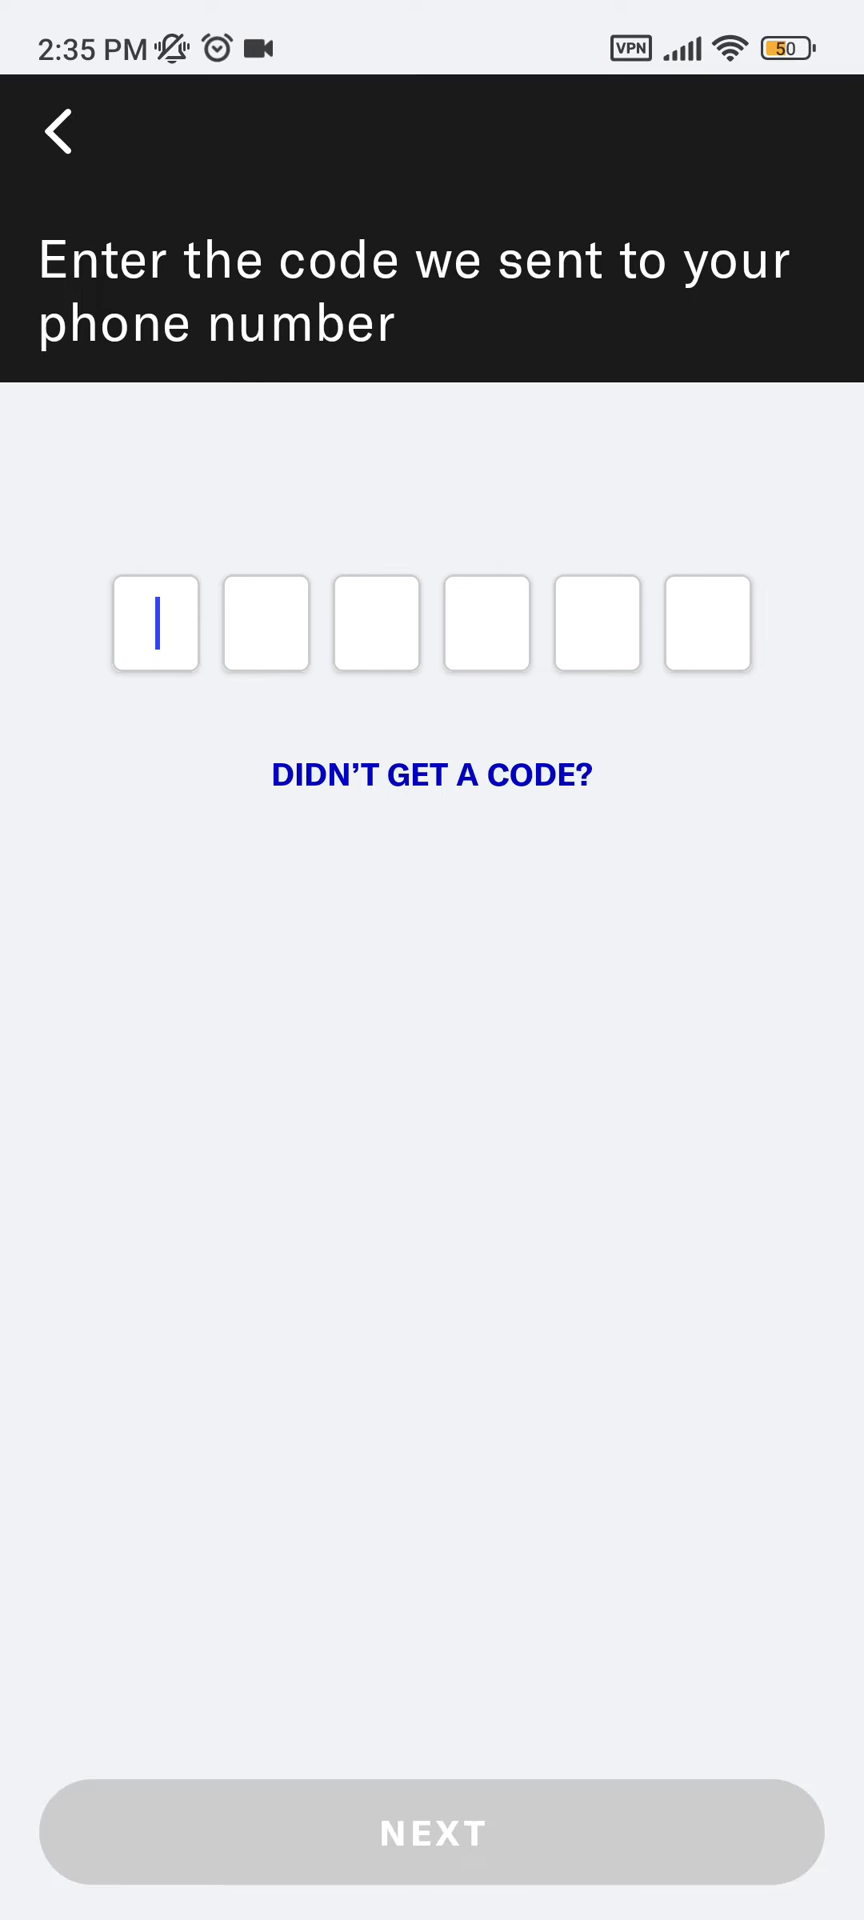 2:35 PM
VPN
50
Enter the code we sent to your
phone number
DIDN’T GET A CODE?
NEXT